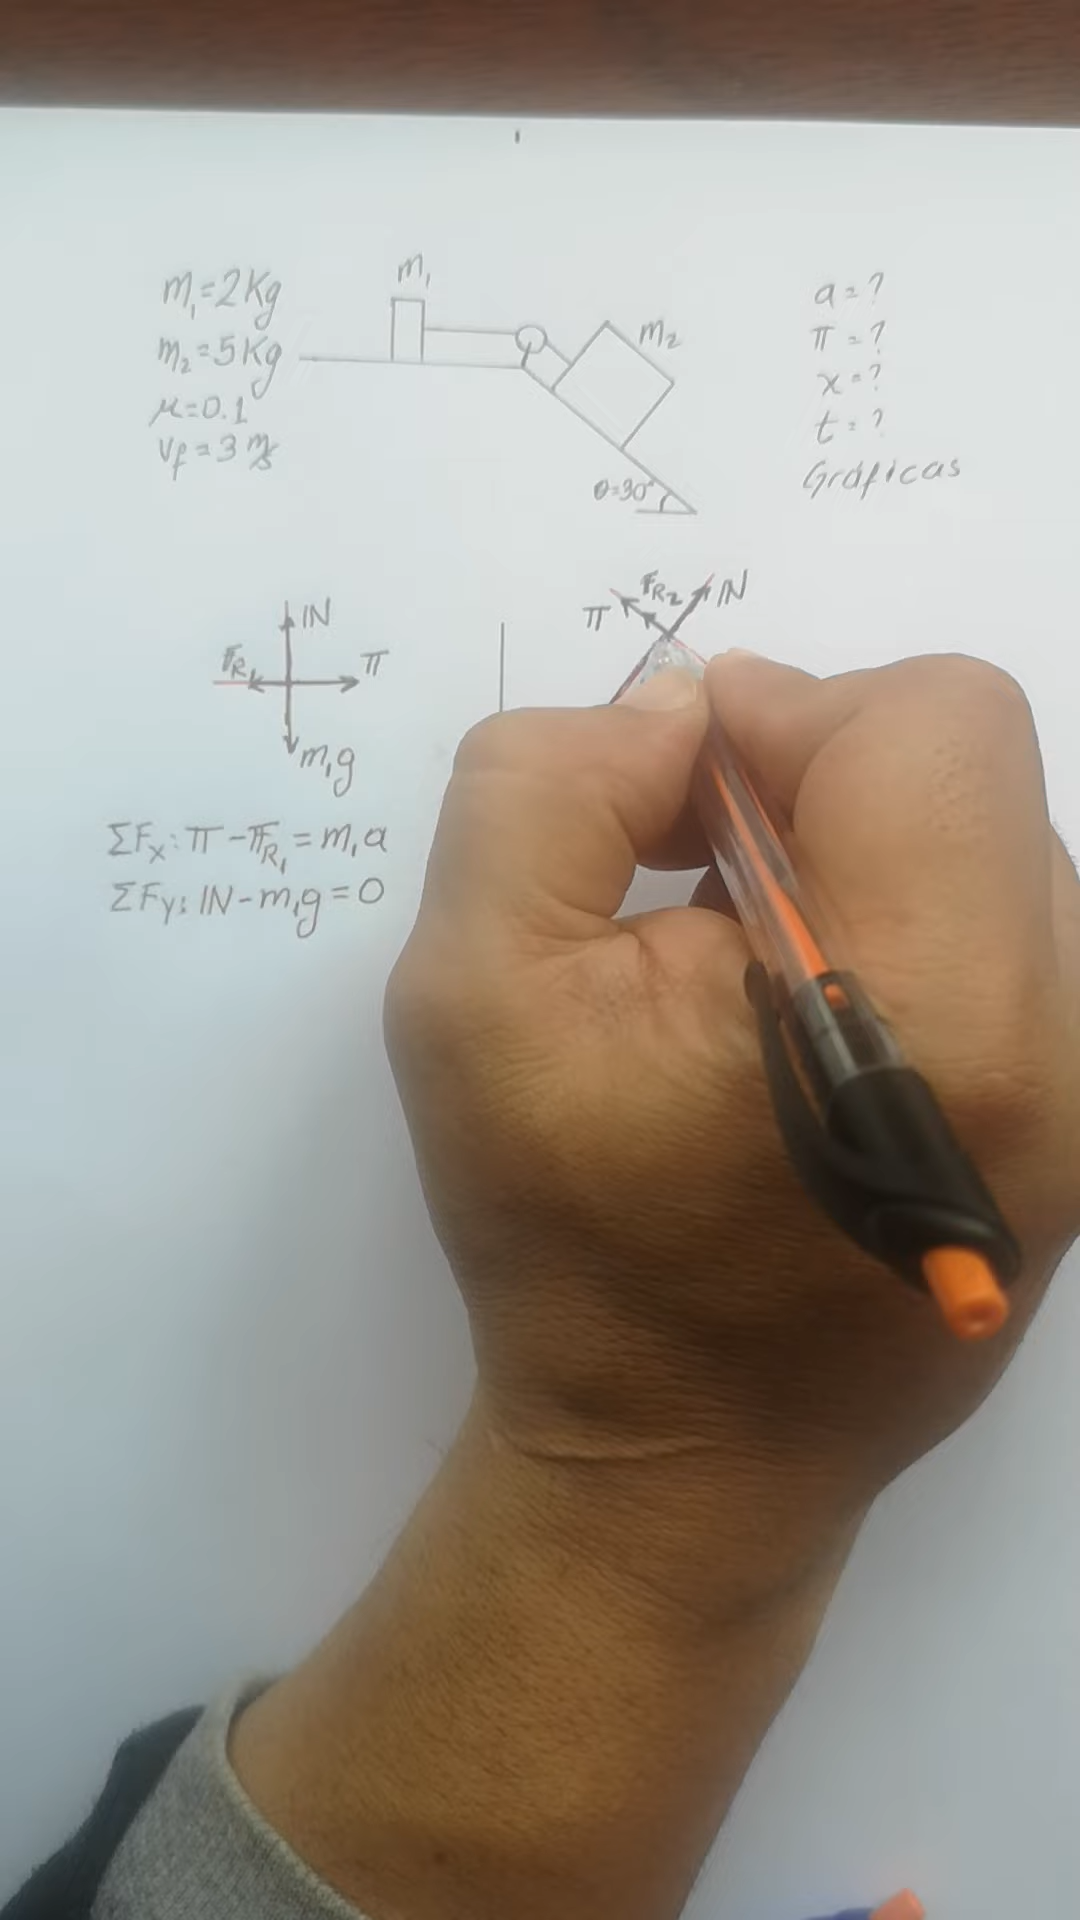 m₁=2Kg
m₂=5Kg
μ=0.1
Vf=3 m/s
m₁
m₂
θ=30°
a=?
T=?
x=?
t=?
Gráficas
N
FR₁
T
m₁g
T
FR₂
N
ΣFx: T-FR₁=m₁a
ΣFy: N-m₁g=0